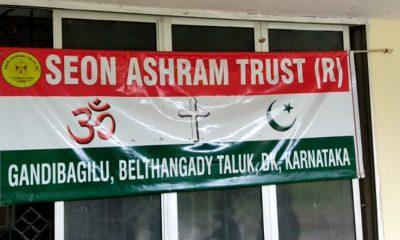 SEON ASHRAM TRUST (R)
ॐ
GANDIBAGILU, BELTHANGADY TALUK, DK, KARNATAKA